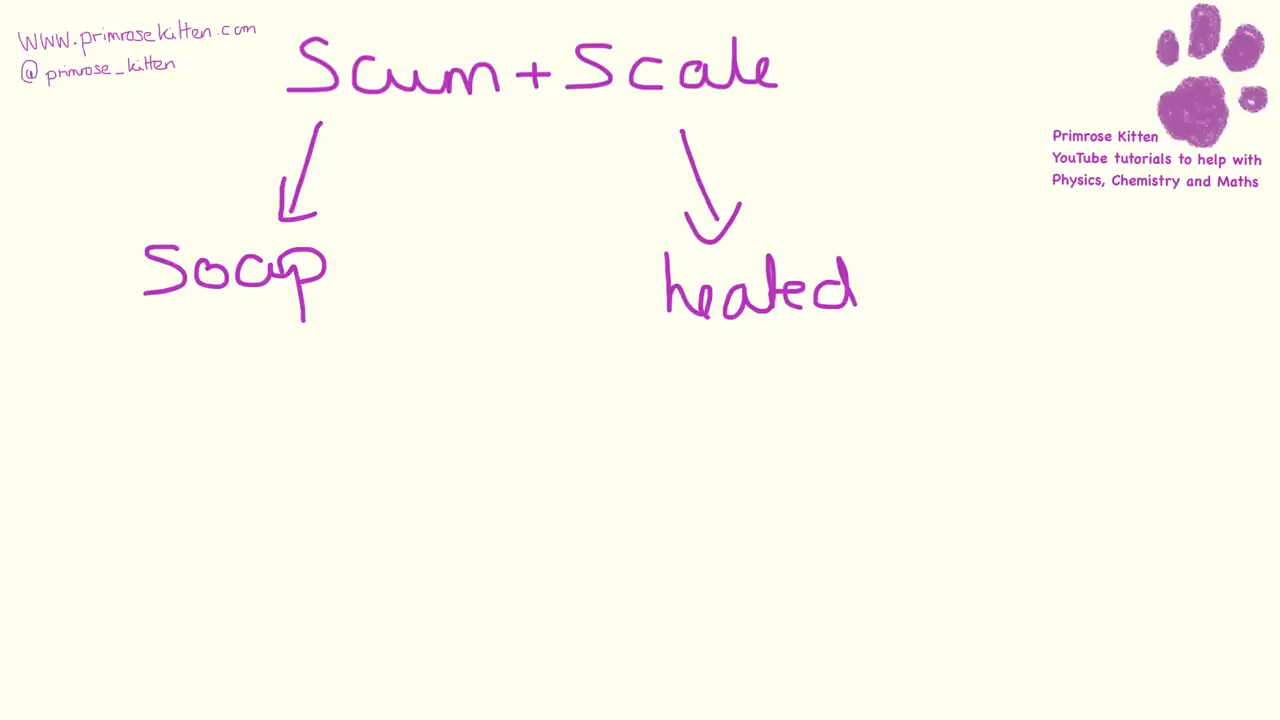 www.primrosekitten.com
@primrose_kitten
Scum + Scale
Soap
heated
Primrose Kitten
YouTube tutorials to help with
Physics, Chemistry and Maths